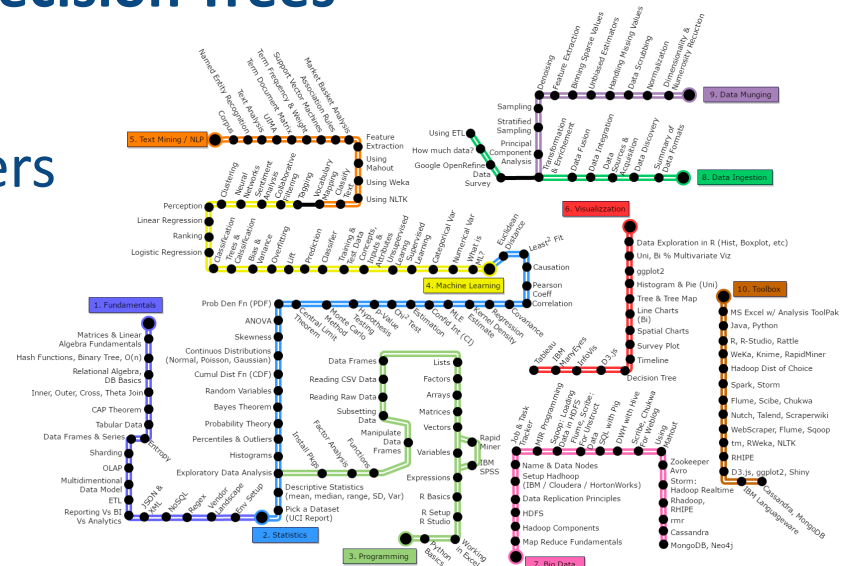 ecision Trees
ers
5. Text Mining / NLP
Corpus
Named Entity
Recognition
Text Analysis
UIMA
Term Document Matrix
Term Frequency & Weight
Support Vector Machines
Association Rules
Market Basket Analysis
Feature
Extraction
Using
Mahout
Using Weka
Using NLTK
Classify
Text
Vocabulary
Mapping
Tagging
Collaborative
Filtering
Sentiment
Analysis
Neural
Networks
Clustering
Perception
Linear Regression
Ranking
Logistic Regression
Classification
Trees &
Classification
Bias &
Variance
Overfitting
Lift
Prediction
Classifier
Training &
Test Data
Concepts,
Inputs &
Attributes
Unsupervised
Learing
Supervised
Learning
Categorical Var
Numerical Var
What is
ML?
4. Machine Learning
Euclidean
Distance
Least² Fit
Causation
Pearson
Coeff
Correlation
Covariance
Regression
Kernel Density
Estimate
MLE
Confid Int (CI)
Estimation
Chi² Test
p-Value
Hypothesis
Testing
Monte Carlo
Method
Central Limit
Theorem
Prob Den Fn (PDF)
ANOVA
Skewness
Continuos Distributions
(Normal, Poisson, Gaussian)
Cumul Dist Fn (CDF)
Random Variables
Bayes Theorem
Probability Theory
Percentiles & Outliers
Histograms
Exploratory Data Analysis
Descriptive Statistics
(mean, median, range, SD, Var)
Pick a Dataset
(UCI Report)
2. Statistics
1. Fundamentals
Matrices & Linear
Algebra Fundamentals
Hash Functions, Binary Tree, O(n)
Relational Algebra,
DB Basics
Inner, Outer, Cross, Theta Join
CAP Theorem
Tabular Data
Data Frames & Series
Entropy
Sharding
OLAP
Multidimentional
Data Model
ETL
Reporting Vs BI
Vs Analytics
JSON &
XML
NoSQL
Regex
Vendor
Landscape
Env Setup
Install Pkgs
Factor Analysis
Functions
Manipulate
Data
Frames
Subsetting
Data
Reading Raw Data
Reading CSV Data
Data Frames
Lists
Factors
Arrays
Matrices
Vectors
Variables
Rapid
Miner
IBM
SPSS
Expressions
R Basics
R Setup
R Studio
Working
in Excel
Python
Basics
3. Programming
9. Data Munging
Denoising
Feature Extraction
Binning Sparse Values
Unbiased Estimators
Handling Missing Values
Data Scrubbing
Normalization
Dimensionality &
Numerosity Recuction
Sampling
Stratified
Sampling
Principal
Component
Analysis
Using ETL
How much data?
Google OpenRefine
Data
Survey
Transformation
& Enrichement
Data Fusion
Data Integration
Data
Sources &
Acquisition
Data Discovery
Summary of
Data Formats
8. Data Ingestion
6. Visualizzation
Data Exploration in R (Hist, Boxplot, etc)
Uni, Bi % Multivariate Viz
ggplot2
Histogram & Pie (Uni)
Tree & Tree Map
Line Charts
(Bi)
Spatial Charts
Survey Plot
Timeline
Decision Tree
D3.js
InfoVis
ManyEyes
IBM
Tableau
10. Toolbox
MS Excel w/ Analysis ToolPak
Java, Python
R, R-Studio, Rattle
WeKa, Knime, RapidMiner
Hadoop Dist of Choice
Spark, Storm
Flume, Scibe, Chukwa
Nutch, Talend, Scraperwiki
WebScraper, Flume, Sqoop
tm, RWeka, NLTK
RHIPE
D3.js, ggplot2, Shiny
IBM Languageware
Cassandra, MongoDB
Job & Task
Tracker
M/R Programming
Sqoop: Loading
Data in HDFS
Flume, Scribe:
For Unstruct
Data
SQL with Pig
DWH with Hive
Scribe, Chukwa
For Weblog
Using
Mahout
Name & Data Nodes
Setup Hadhoop
(IBM / Cloudera / HortonWorks)
Data Replication Principles
HDFS
Hadoop Components
Map Reduce Fundamentals
7. Big Data
Zookeeper
Avro
Storm:
Hadoop Realtime
Rhadoop,
RHIPE
rmr
Cassandra
MongoDB, Neo4j